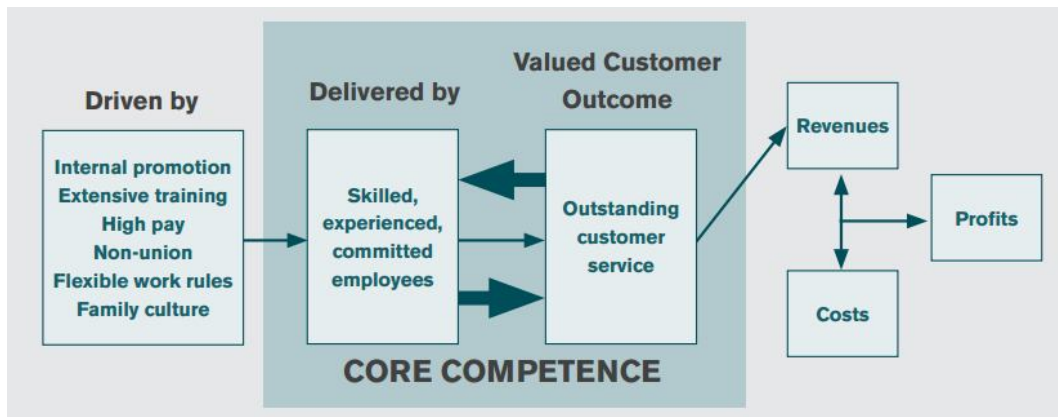 Driven by
Internal promotion
Extensive training
High pay
Non-union
Flexible work rules
Family culture
Delivered by
Skilled,
experienced,
committed
employees
Valued Customer
Outcome
Outstanding
customer
service
CORE COMPETENCE
Revenues
Profits
Costs